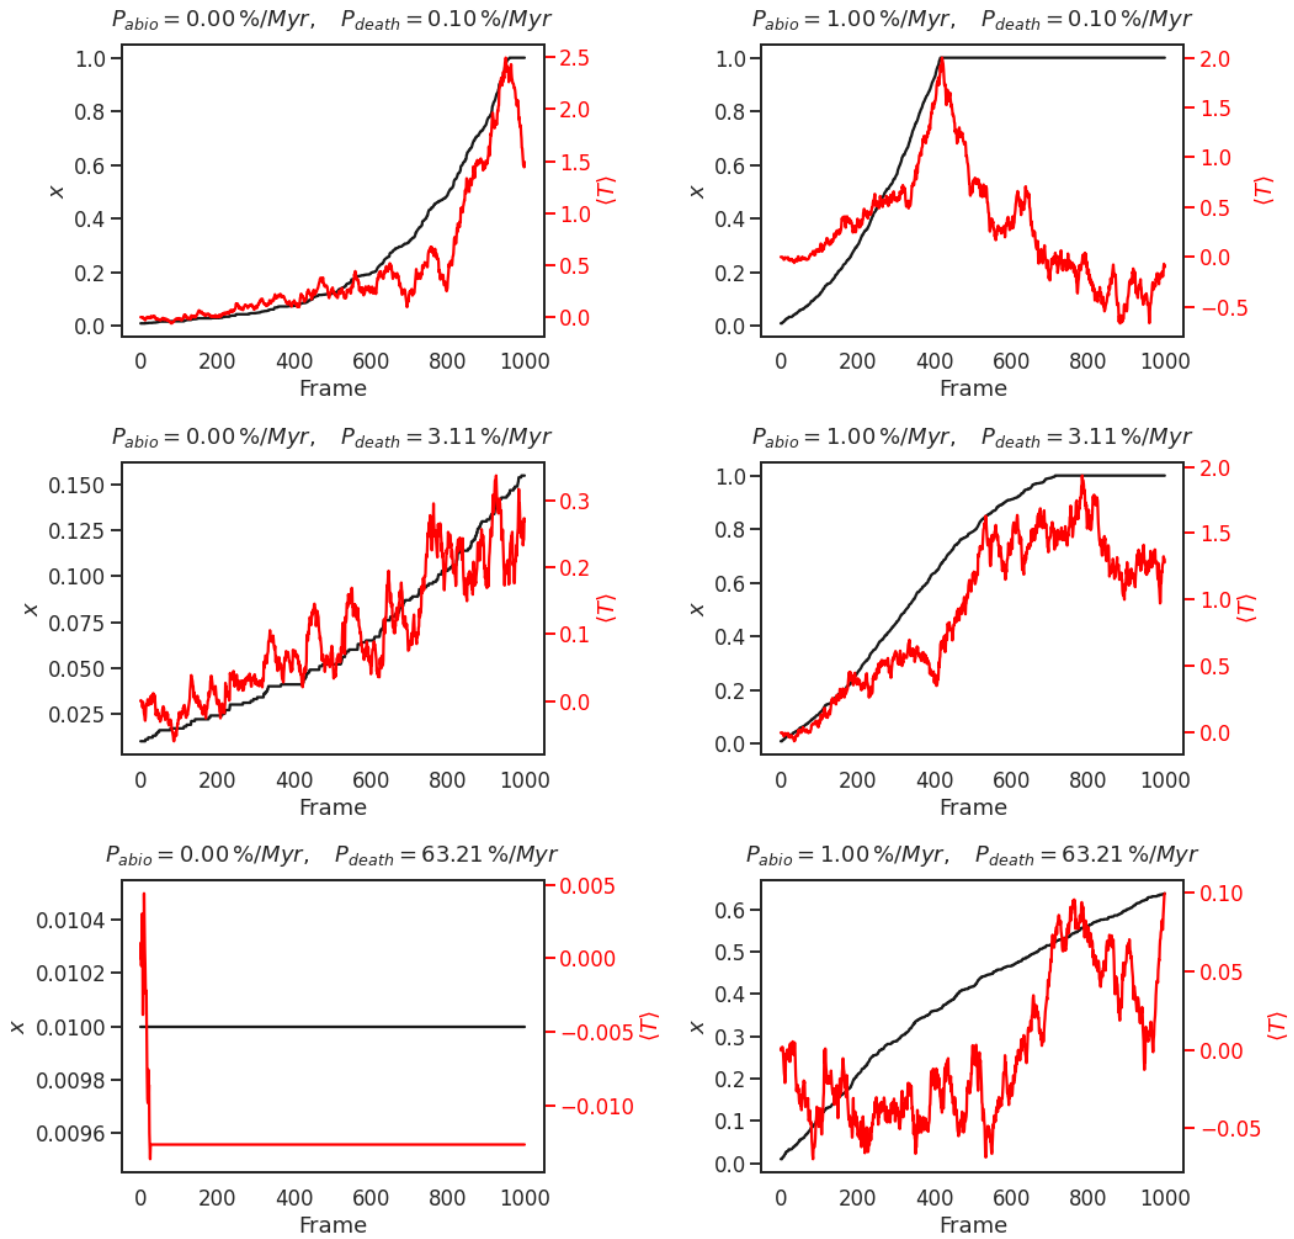 P_abio = 0.00 %/Myr,   P_death = 0.10 %/Myr
1.0
0.8
0.6
0.4
0.2
0.0
x
2.5
2.0
1.5
1.0
0.5
0.0
⟨T⟩
0 200 400 600 800 1000
Frame
P_abio = 1.00 %/Myr,   P_death = 0.10 %/Myr
1.0
0.8
0.6
0.4
0.2
0.0
x
2.0
1.5
1.0
0.5
0.0
−0.5
⟨T⟩
0 200 400 600 800 1000
Frame
P_abio = 0.00 %/Myr,   P_death = 3.11 %/Myr
0.150
0.125
0.100
0.075
0.050
0.025
x
0.3
0.2
0.1
0.0
⟨T⟩
0 200 400 600 800 1000
Frame
P_abio = 1.00 %/Myr,   P_death = 3.11 %/Myr
1.0
0.8
0.6
0.4
0.2
0.0
x
2.0
1.5
1.0
0.5
0.0
⟨T⟩
0 200 400 600 800 1000
Frame
P_abio = 0.00 %/Myr,   P_death = 63.21 %/Myr
0.0104
0.0102
0.0100
0.0098
0.0096
x
0.005
0.000
−0.005
−0.010
⟨T⟩
0 200 400 600 800 1000
Frame
P_abio = 1.00 %/Myr,   P_death = 63.21 %/Myr
0.6
0.5
0.4
0.3
0.2
0.1
0.0
x
0.10
0.05
0.00
−0.05
⟨T⟩
0 200 400 600 800 1000
Frame